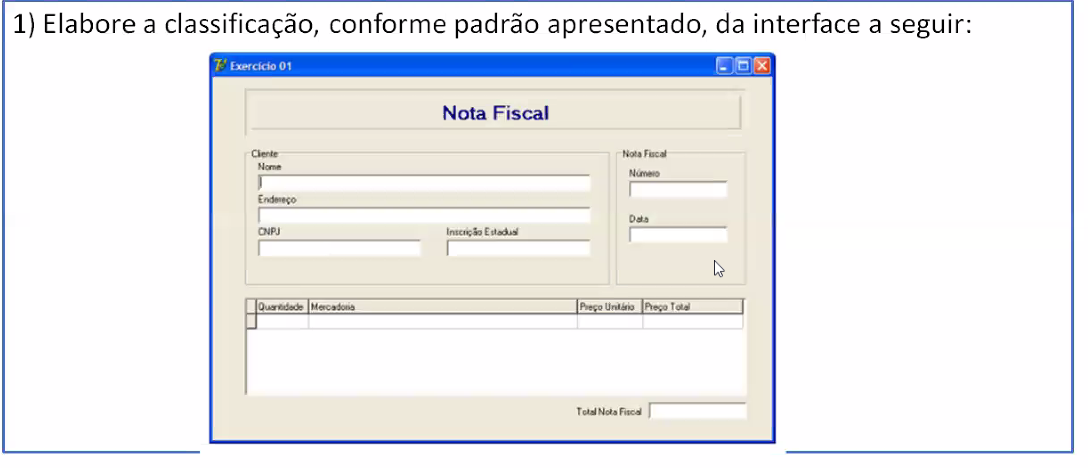 1) Elabore a classificação, conforme padrão apresentado, da interface a seguir:
Exercício 01
Nota Fiscal
Cliente
Nome
Endereço
CNPJ Inscrição Estadual
Nota Fiscal
Número
Data
Quantidade Mercadoria Preço Unitário Preço Total
Total Nota Fiscal